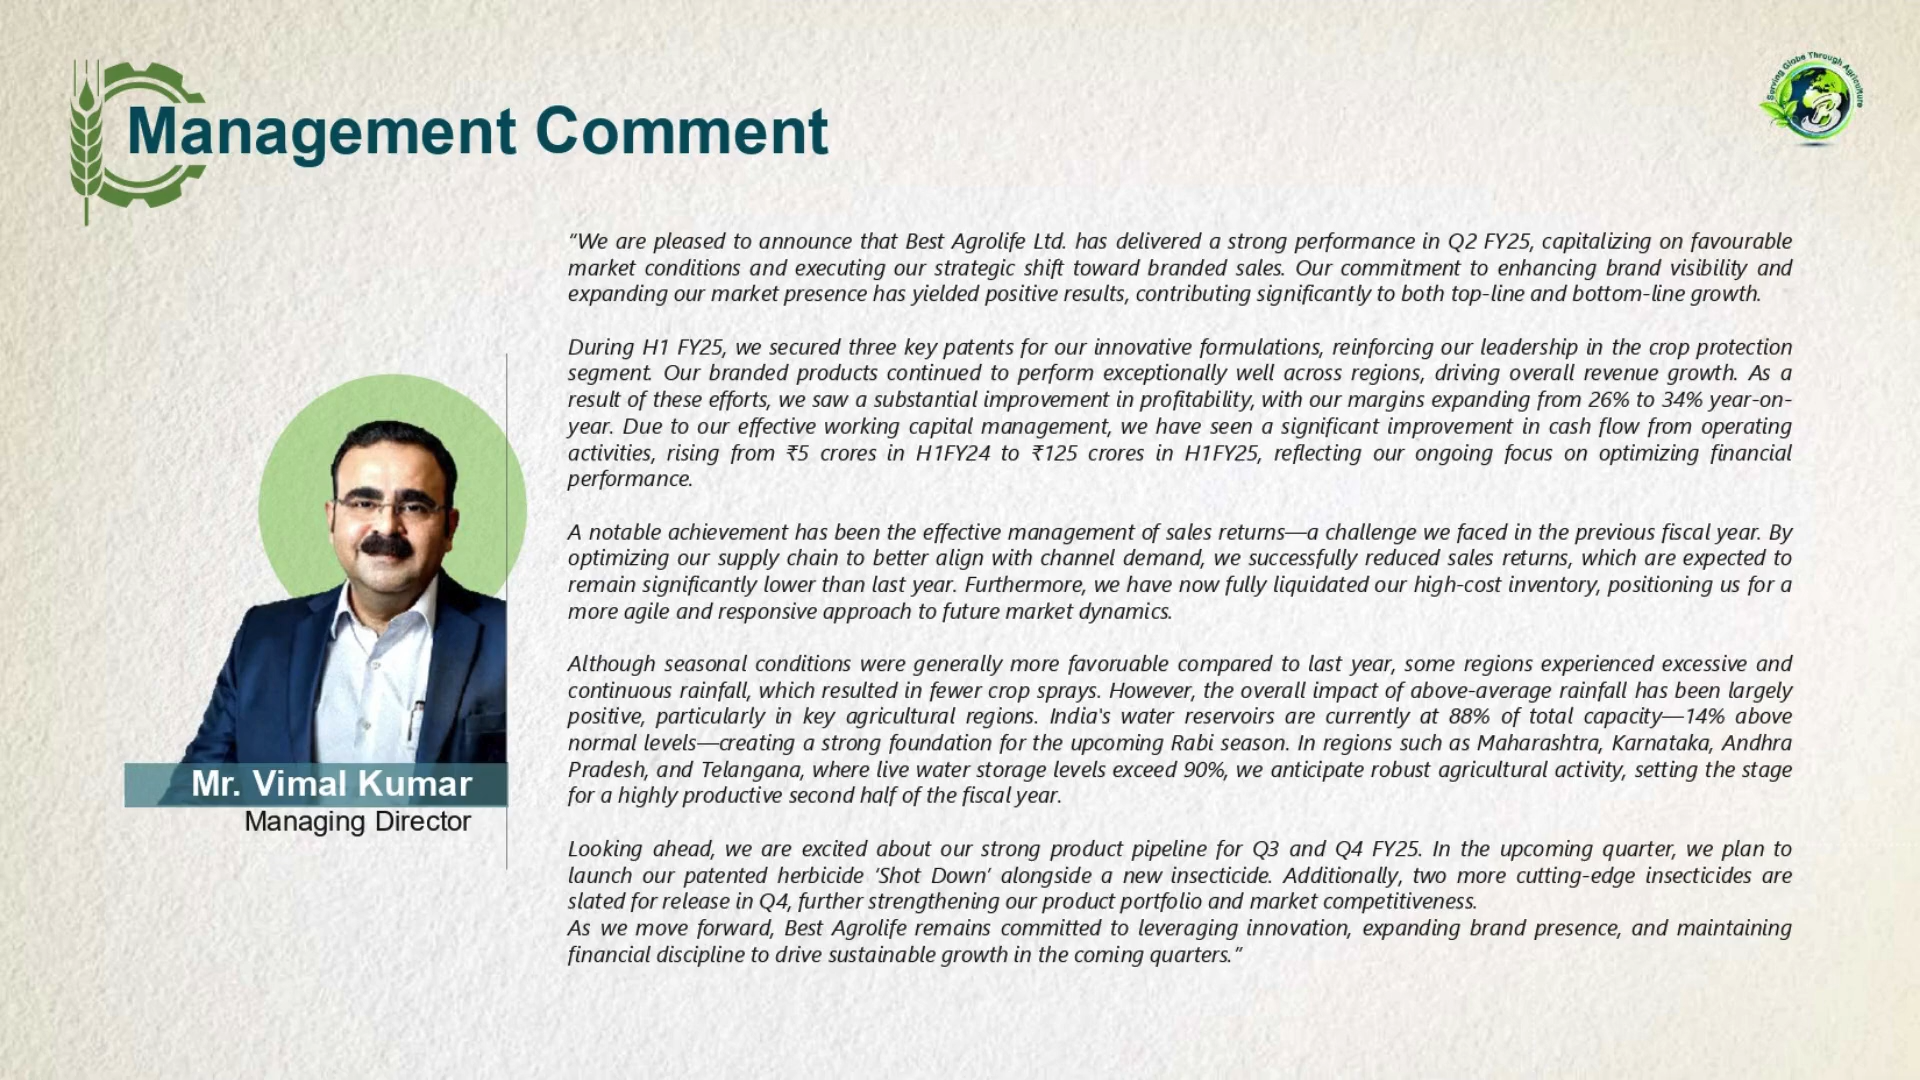 Management Comment
Serving Globe Through Agriculture
B
“We are pleased to announce that Best Agrolife Ltd. has delivered a strong performance in Q2 FY25, capitalizing on favourable
market conditions and executing our strategic shift toward branded sales. Our commitment to enhancing brand visibility and
expanding our market presence has yielded positive results, contributing significantly to both top-line and bottom-line growth.
During H1 FY25, we secured three key patents for our innovative formulations, reinforcing our leadership in the crop protection
segment. Our branded products continued to perform exceptionally well across regions, driving overall revenue growth. As a
result of these efforts, we saw a substantial improvement in profitability, with our margins expanding from 26% to 34% year-on-
year. Due to our effective working capital management, we have seen a significant improvement in cash flow from operating
activities, rising from ₹5 crores in H1FY24 to ₹125 crores in H1FY25, reflecting our ongoing focus on optimizing financial
performance.
A notable achievement has been the effective management of sales returns—a challenge we faced in the previous fiscal year. By
optimizing our supply chain to better align with channel demand, we successfully reduced sales returns, which are expected to
remain significantly lower than last year. Furthermore, we have now fully liquidated our high-cost inventory, positioning us for a
more agile and responsive approach to future market dynamics.
Although seasonal conditions were generally more favoruable compared to last year, some regions experienced excessive and
continuous rainfall, which resulted in fewer crop sprays. However, the overall impact of above-average rainfall has been largely
positive, particularly in key agricultural regions. India's water reservoirs are currently at 88% of total capacity—14% above
normal levels—creating a strong foundation for the upcoming Rabi season. In regions such as Maharashtra, Karnataka, Andhra
Pradesh, and Telangana, where live water storage levels exceed 90%, we anticipate robust agricultural activity, setting the stage
for a highly productive second half of the fiscal year.
Looking ahead, we are excited about our strong product pipeline for Q3 and Q4 FY25. In the upcoming quarter, we plan to
launch our patented herbicide ‘Shot Down’ alongside a new insecticide. Additionally, two more cutting-edge insecticides are
slated for release in Q4, further strengthening our product portfolio and market competitiveness.
As we move forward, Best Agrolife remains committed to leveraging innovation, expanding brand presence, and maintaining
financial discipline to drive sustainable growth in the coming quarters.”
Mr. Vimal Kumar
Managing Director